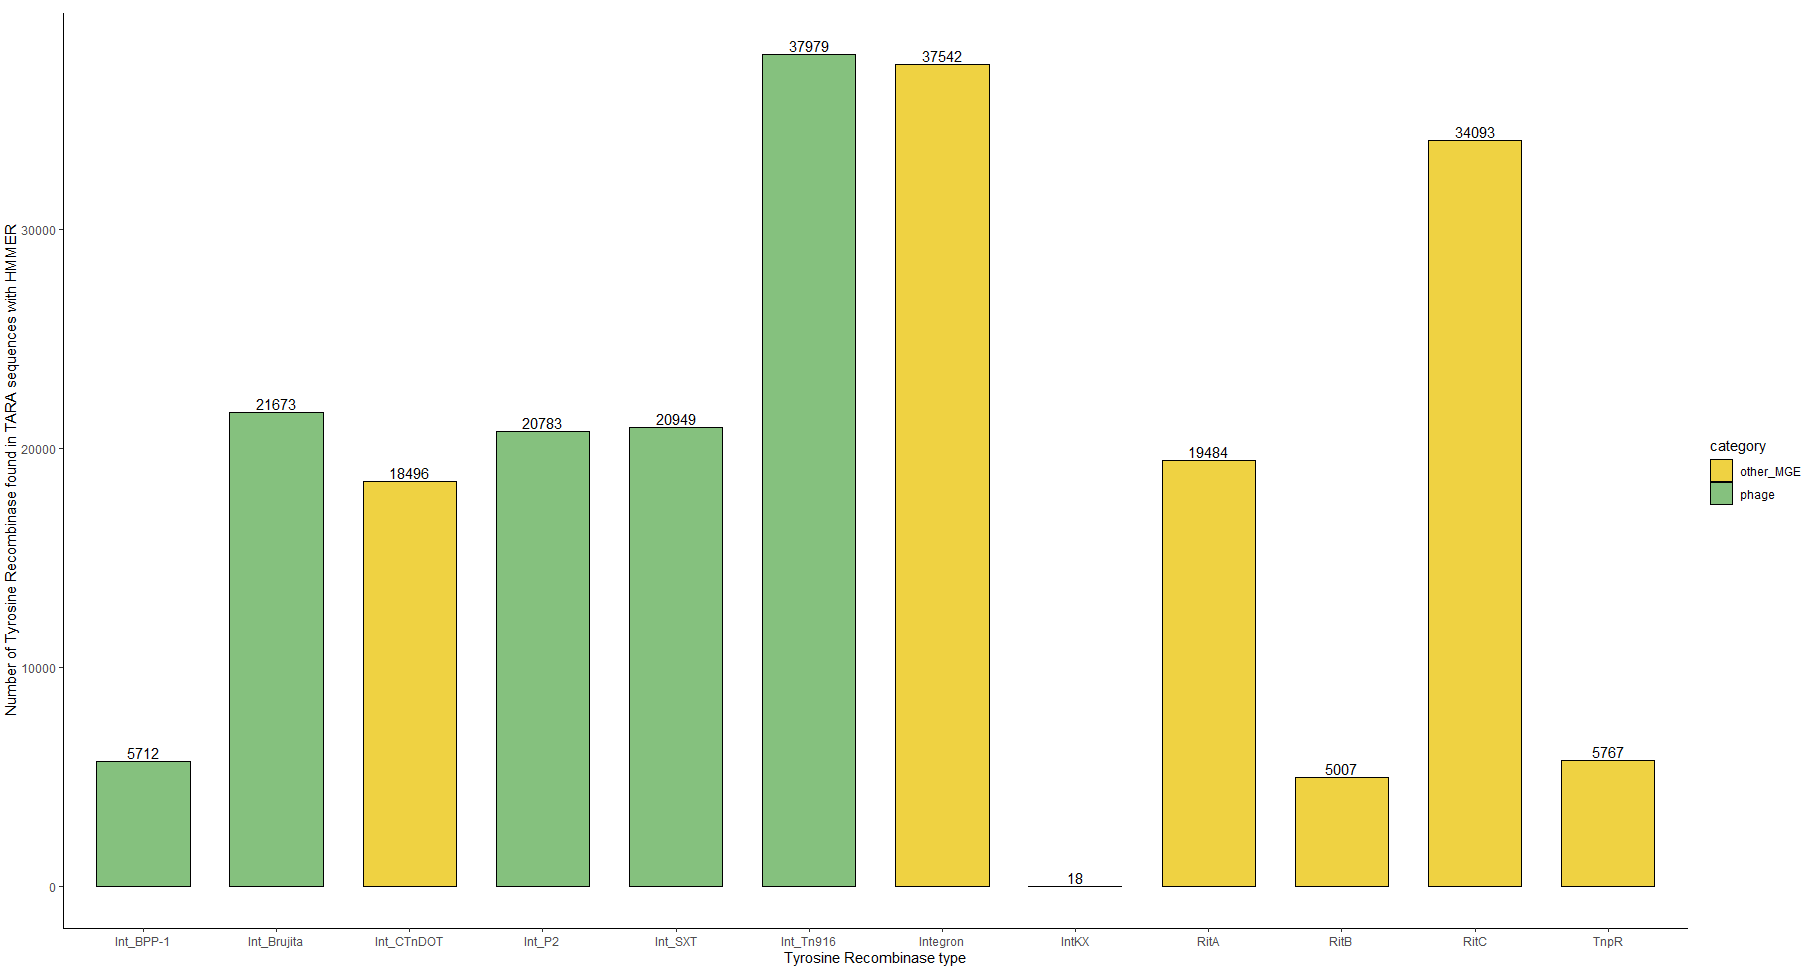 Number of Tyrosine Recombinase found in TARA sequences with HMMER
30000
20000
10000
0
5712
21673
18496
20783
20949
37979
37542
18
19484
5007
34093
5767
Int_BPP-1
Int_Brujita
Int_CTnDOT
Int_P2
Int_SXT
Int_Tn916
Integron
IntKX
RitA
RitB
RitC
TnpR
Tyrosine Recombinase type
category
other_MGE
phage